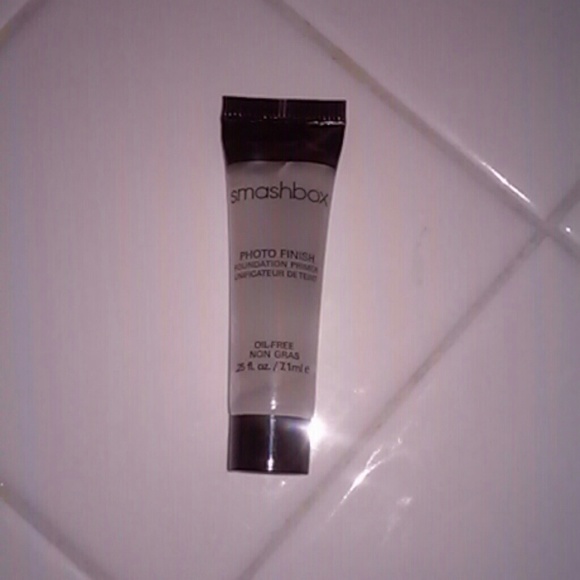 smashbox
PHOTO FINISH
FOUNDATION PRIMER
UNIFICATEUR DE TEINT
OIL-FREE
NON GRAS
.25 fl. oz. / 7.1ml e